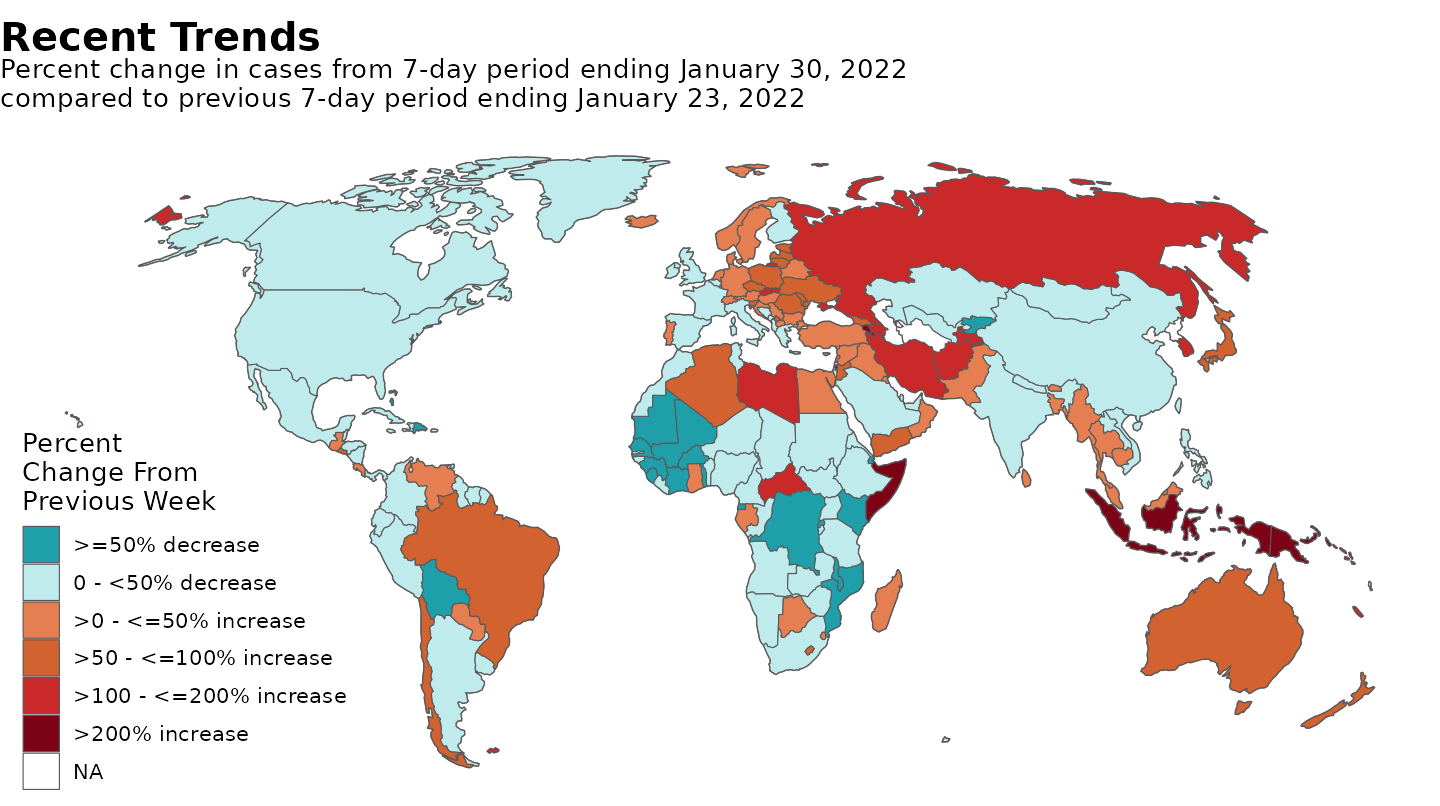 Recent Trends
Percent change in cases from 7-day period ending January 30, 2022
compared to previous 7-day period ending January 23, 2022
Percent
Change From
Previous Week
>=50% decrease
0 - <50% decrease
>0 - <=50% increase
>50 - <=100% increase
>100 - <=200% increase
>200% increase
NA